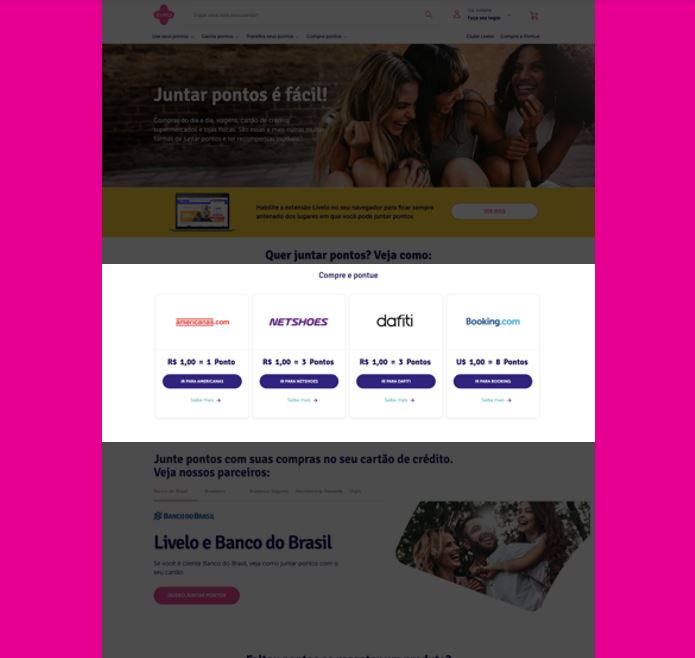 livelo
O que você está procurando?
Olá, visitante
Faça seu login
Use seus pontos
Ganhe pontos
Transfira seus pontos
Compre pontos
Clube Livelo
Compre e Pontue
Juntar pontos é fácil!
Compras do dia a dia, viagens, cartão de crédito,
supermercados e lojas físicas. São essas e mais outras muitas
formas de juntar pontos e ter recompensas incríveis!
Habilite a extensão Livelo no seu navegador para ficar sempre
antenado dos lugares em que você pode juntar pontos
VER MAIS
Quer juntar pontos? Veja como:
Compre e pontue
americanas.com
NETSHOES
dafiti
Booking.com
R$ 1,00 = 1 Ponto
R$ 1,00 = 3 Pontos
R$ 1,00 = 3 Pontos
U$ 1,00 = 8 Pontos
IR PARA AMERICANAS
IR PARA NETSHOES
IR PARA DAFITI
IR PARA BOOKING
Saiba mais
Saiba mais
Saiba mais
Saiba mais
Junte pontos com suas compras no seu cartão de crédito.
Veja nossos parceiros:
Banco do Brasil
Bradesco
Bradesco Seguros
Membership Rewards
BANCO DO BRASIL
Livelo e Banco do Brasil
Se você é cliente Banco do Brasil, veja como juntar pontos com o
seu cartão
QUERO JUNTAR PONTOS